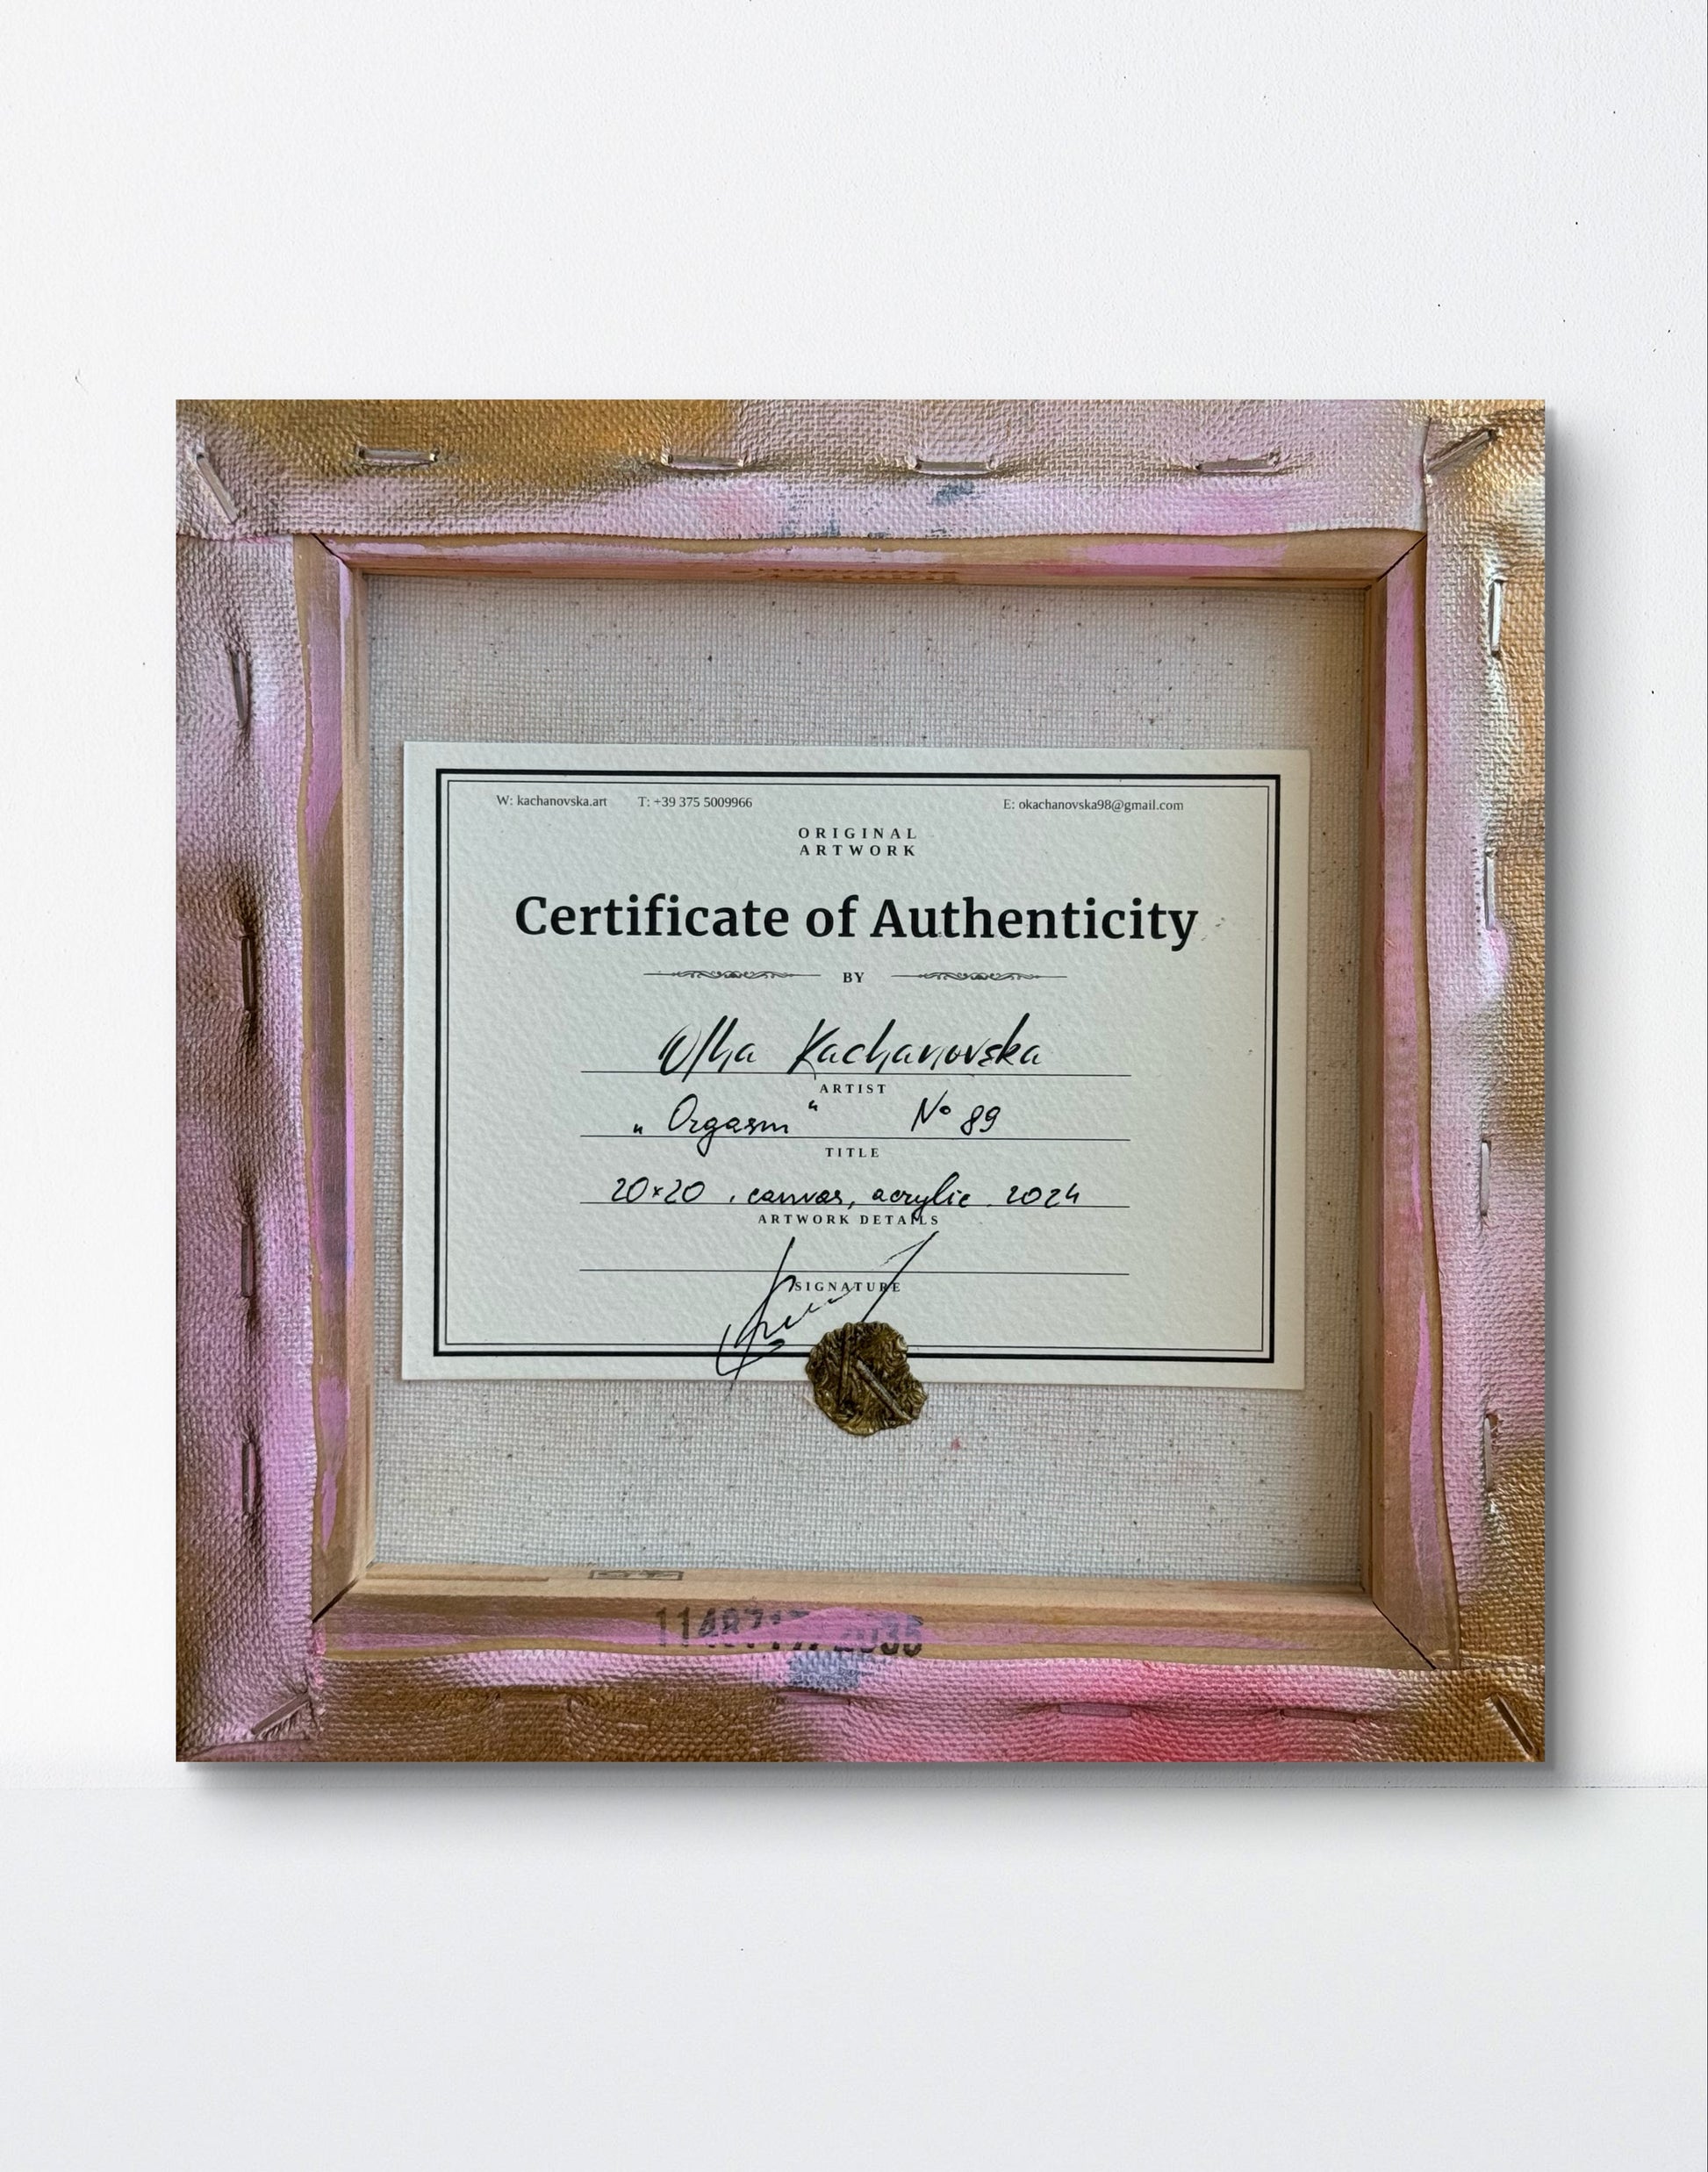 W: kachanovska.art T: +39 375 5009966 E: okachanovska98@gmail.com
ORIGINAL
ARTWORK
Certificate of Authenticity
BY
Olha Kachanovska
ARTIST
„ Orgasm “ № 89
TITLE
20×20 , canvas, acrylic 2024
ARTWORK DETAILS
SIGNATURE